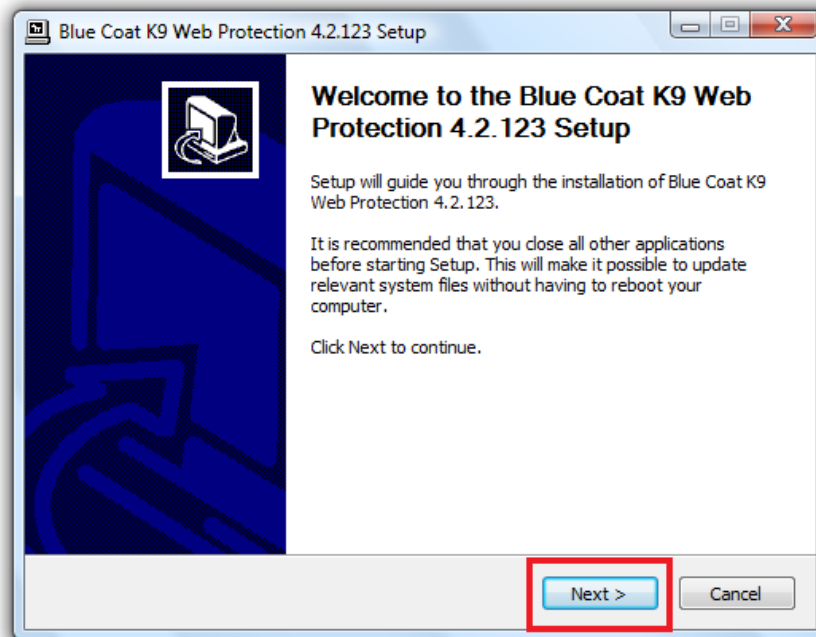 Blue Coat K9 Web Protection 4.2.123 Setup
Welcome to the Blue Coat K9 Web
Protection 4.2.123 Setup
Setup will guide you through the installation of Blue Coat K9
Web Protection 4.2.123.
It is recommended that you close all other applications
before starting Setup. This will make it possible to update
relevant system files without having to reboot your
computer.
Click Next to continue.
Next >
Cancel